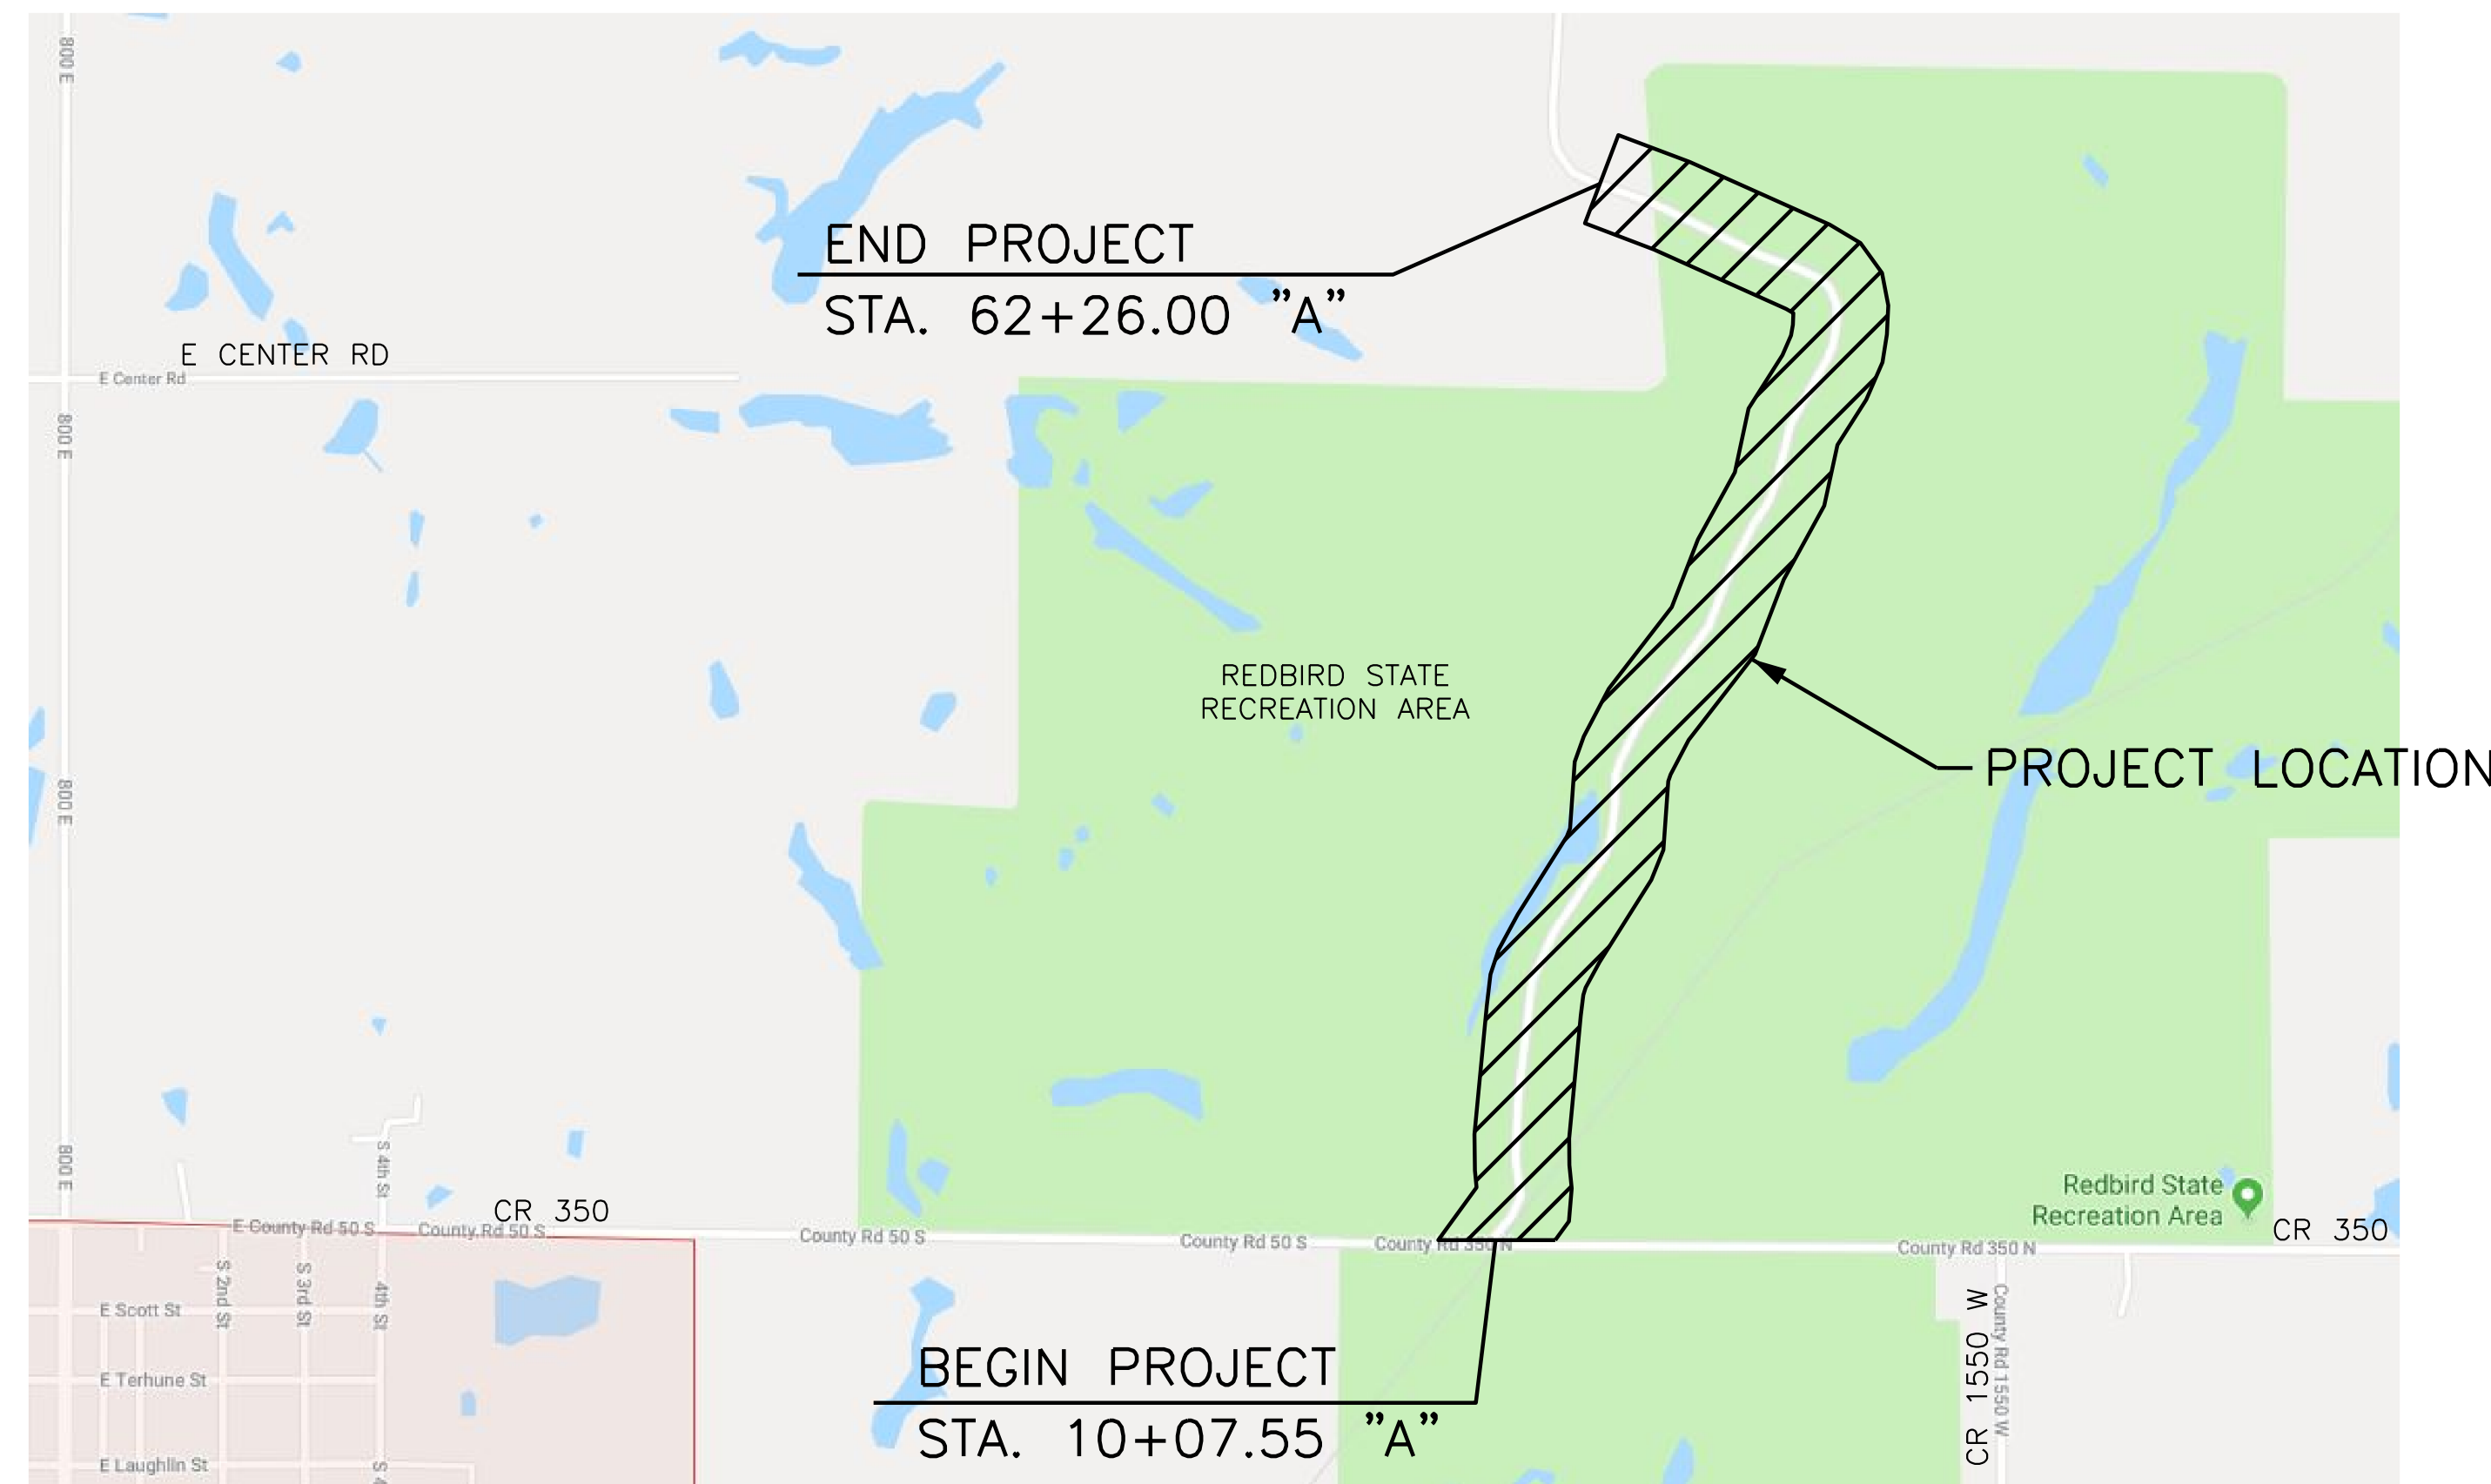 800 E
END PROJECT
STA. 62+26.00 "A"
E CENTER RD
E Center Rd
800 E
REDBIRD STATE
RECREATION AREA
PROJECT LOCATION
800 E
800 E
S 4th St
CR 350
E County Rd 50 S
County Rd 50 S
County Rd 50 S
County Rd 50 S
County Rd 350 N
County Rd 350 N
Redbird State
Recreation Area
CR 350
S 2nd St
S 3rd St
4th St
E Scott St
E Terhune St
E Laughlin St
BEGIN PROJECT
STA. 10+07.55 "A"
CR 1550 W
County Rd 1550 W